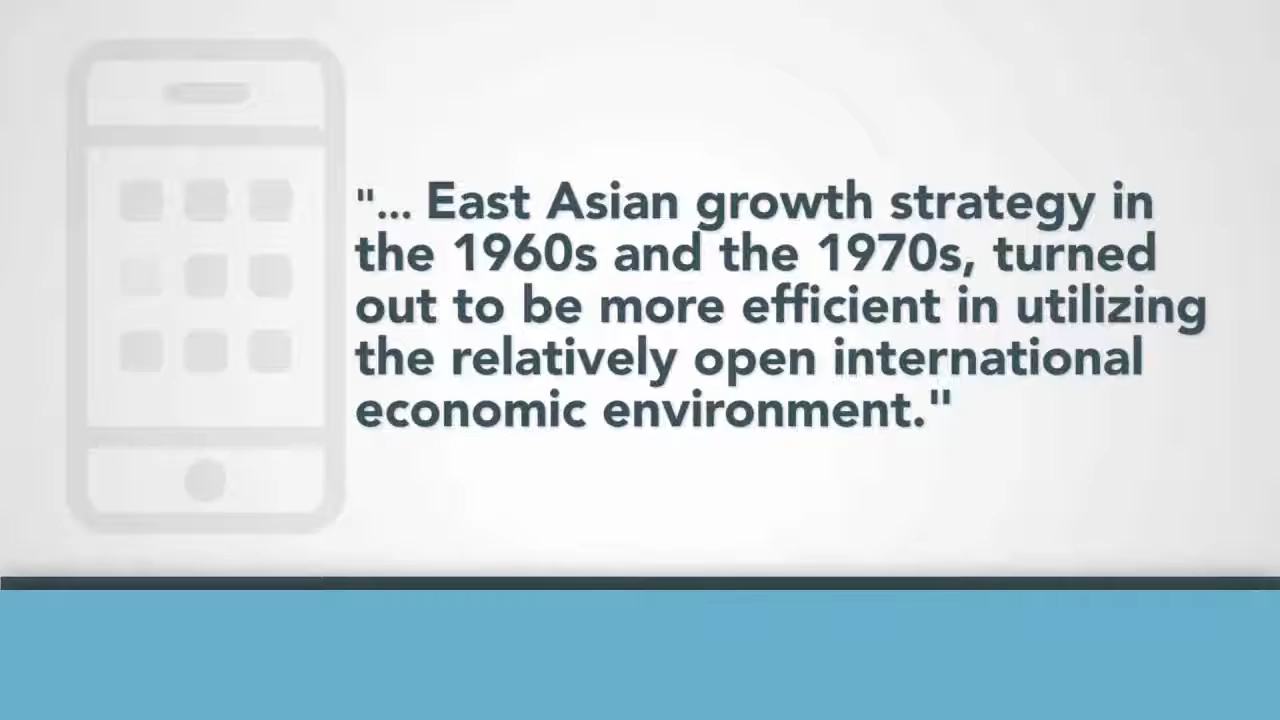 "... East Asian growth strategy in
the 1960s and the 1970s, turned
out to be more efficient in utilizing
the relatively open international
economic environment."